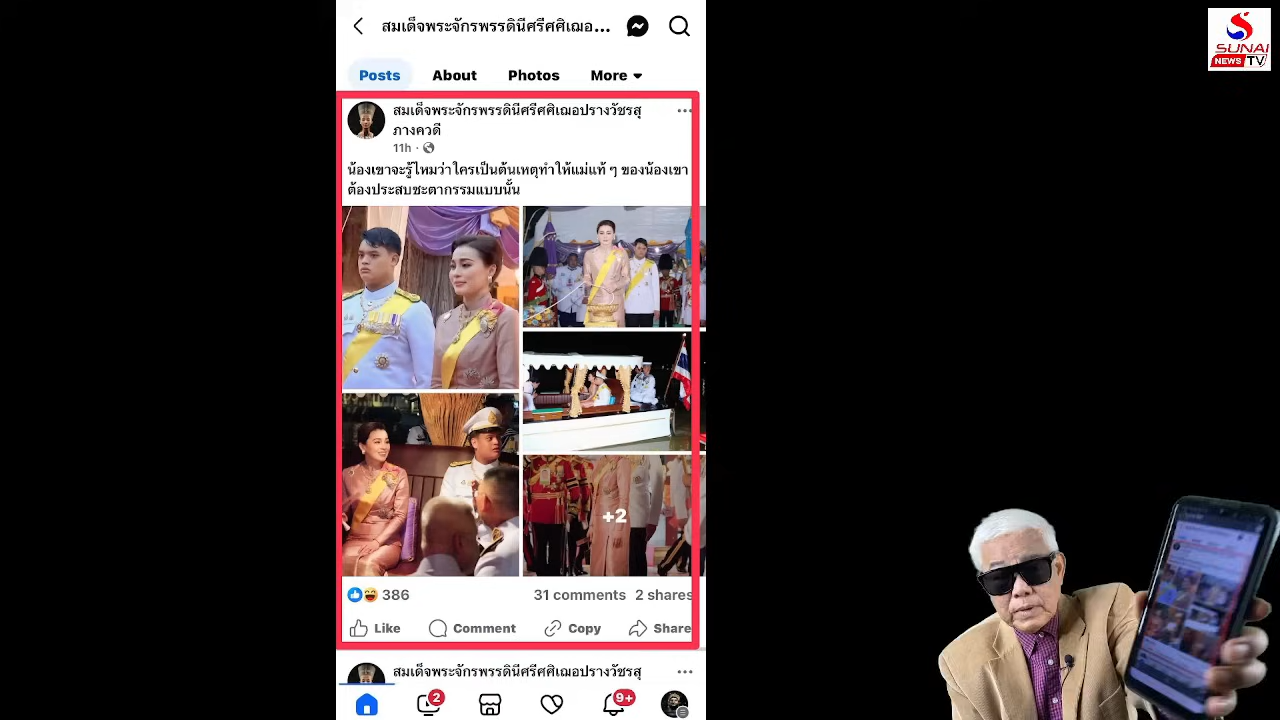 สมเด็จพระจักรพรรดินีศรีศศิเฌอ...
Posts About Photos More
สมเด็จพระจักรพรรดินีศรีศศิเฌอปรางวัชรสุ
ภางควดี
11h ·
น้องเขาจะรู้ไหมว่าใครเป็นต้นเหตุทำให้แม่แท้ ๆ ของน้องเขา
ต้องประสบชะตากรรมแบบนั้น
+2
386 31 comments 2 shares
Like Comment Copy Share
สมเด็จพระจักรพรรดินีศรีศศิเฌอปรางวัชรสุ
2 9+
SUNAI
NEWS TV